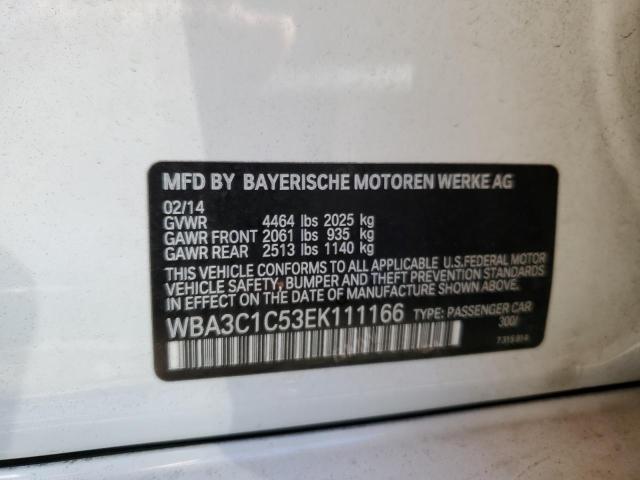 MFD BY BAYERISCHE MOTOREN WERKE AG
02/14
GVWR 4464 lbs 2025 kg
GAWR FRONT 2061 lbs 935 kg
GAWR REAR 2513 lbs 1140 kg
THIS VEHICLE CONFORMS TO ALL APPLICABLE U.S.FEDERAL MOTOR
VEHICLE SAFETY, BUMPER, AND THEFT PREVENTION STANDARDS
IN EFFECT ON THE DATE OF MANUFACTURE SHOWN ABOVE.
WBA3C1C53EK111166 TYPE: PASSENGER CAR
300/